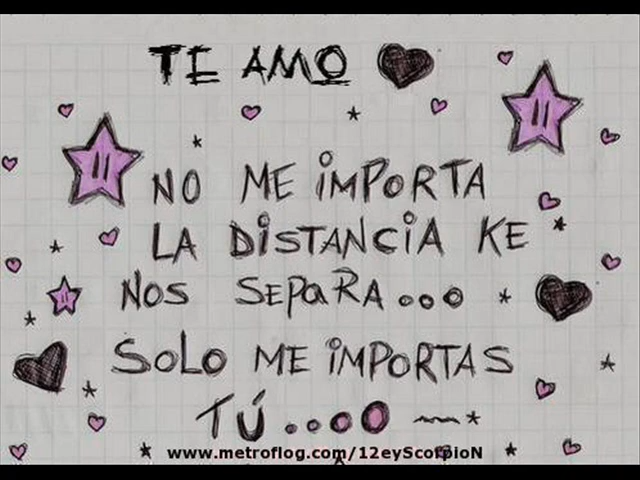 TE AMO
NO ME iMPORTA
LA DiSTANCiA KE
NOS SEPARA...
SOLO ME iMPORTAS
TÚ....
www.metroflog.com/12eyScorpioN